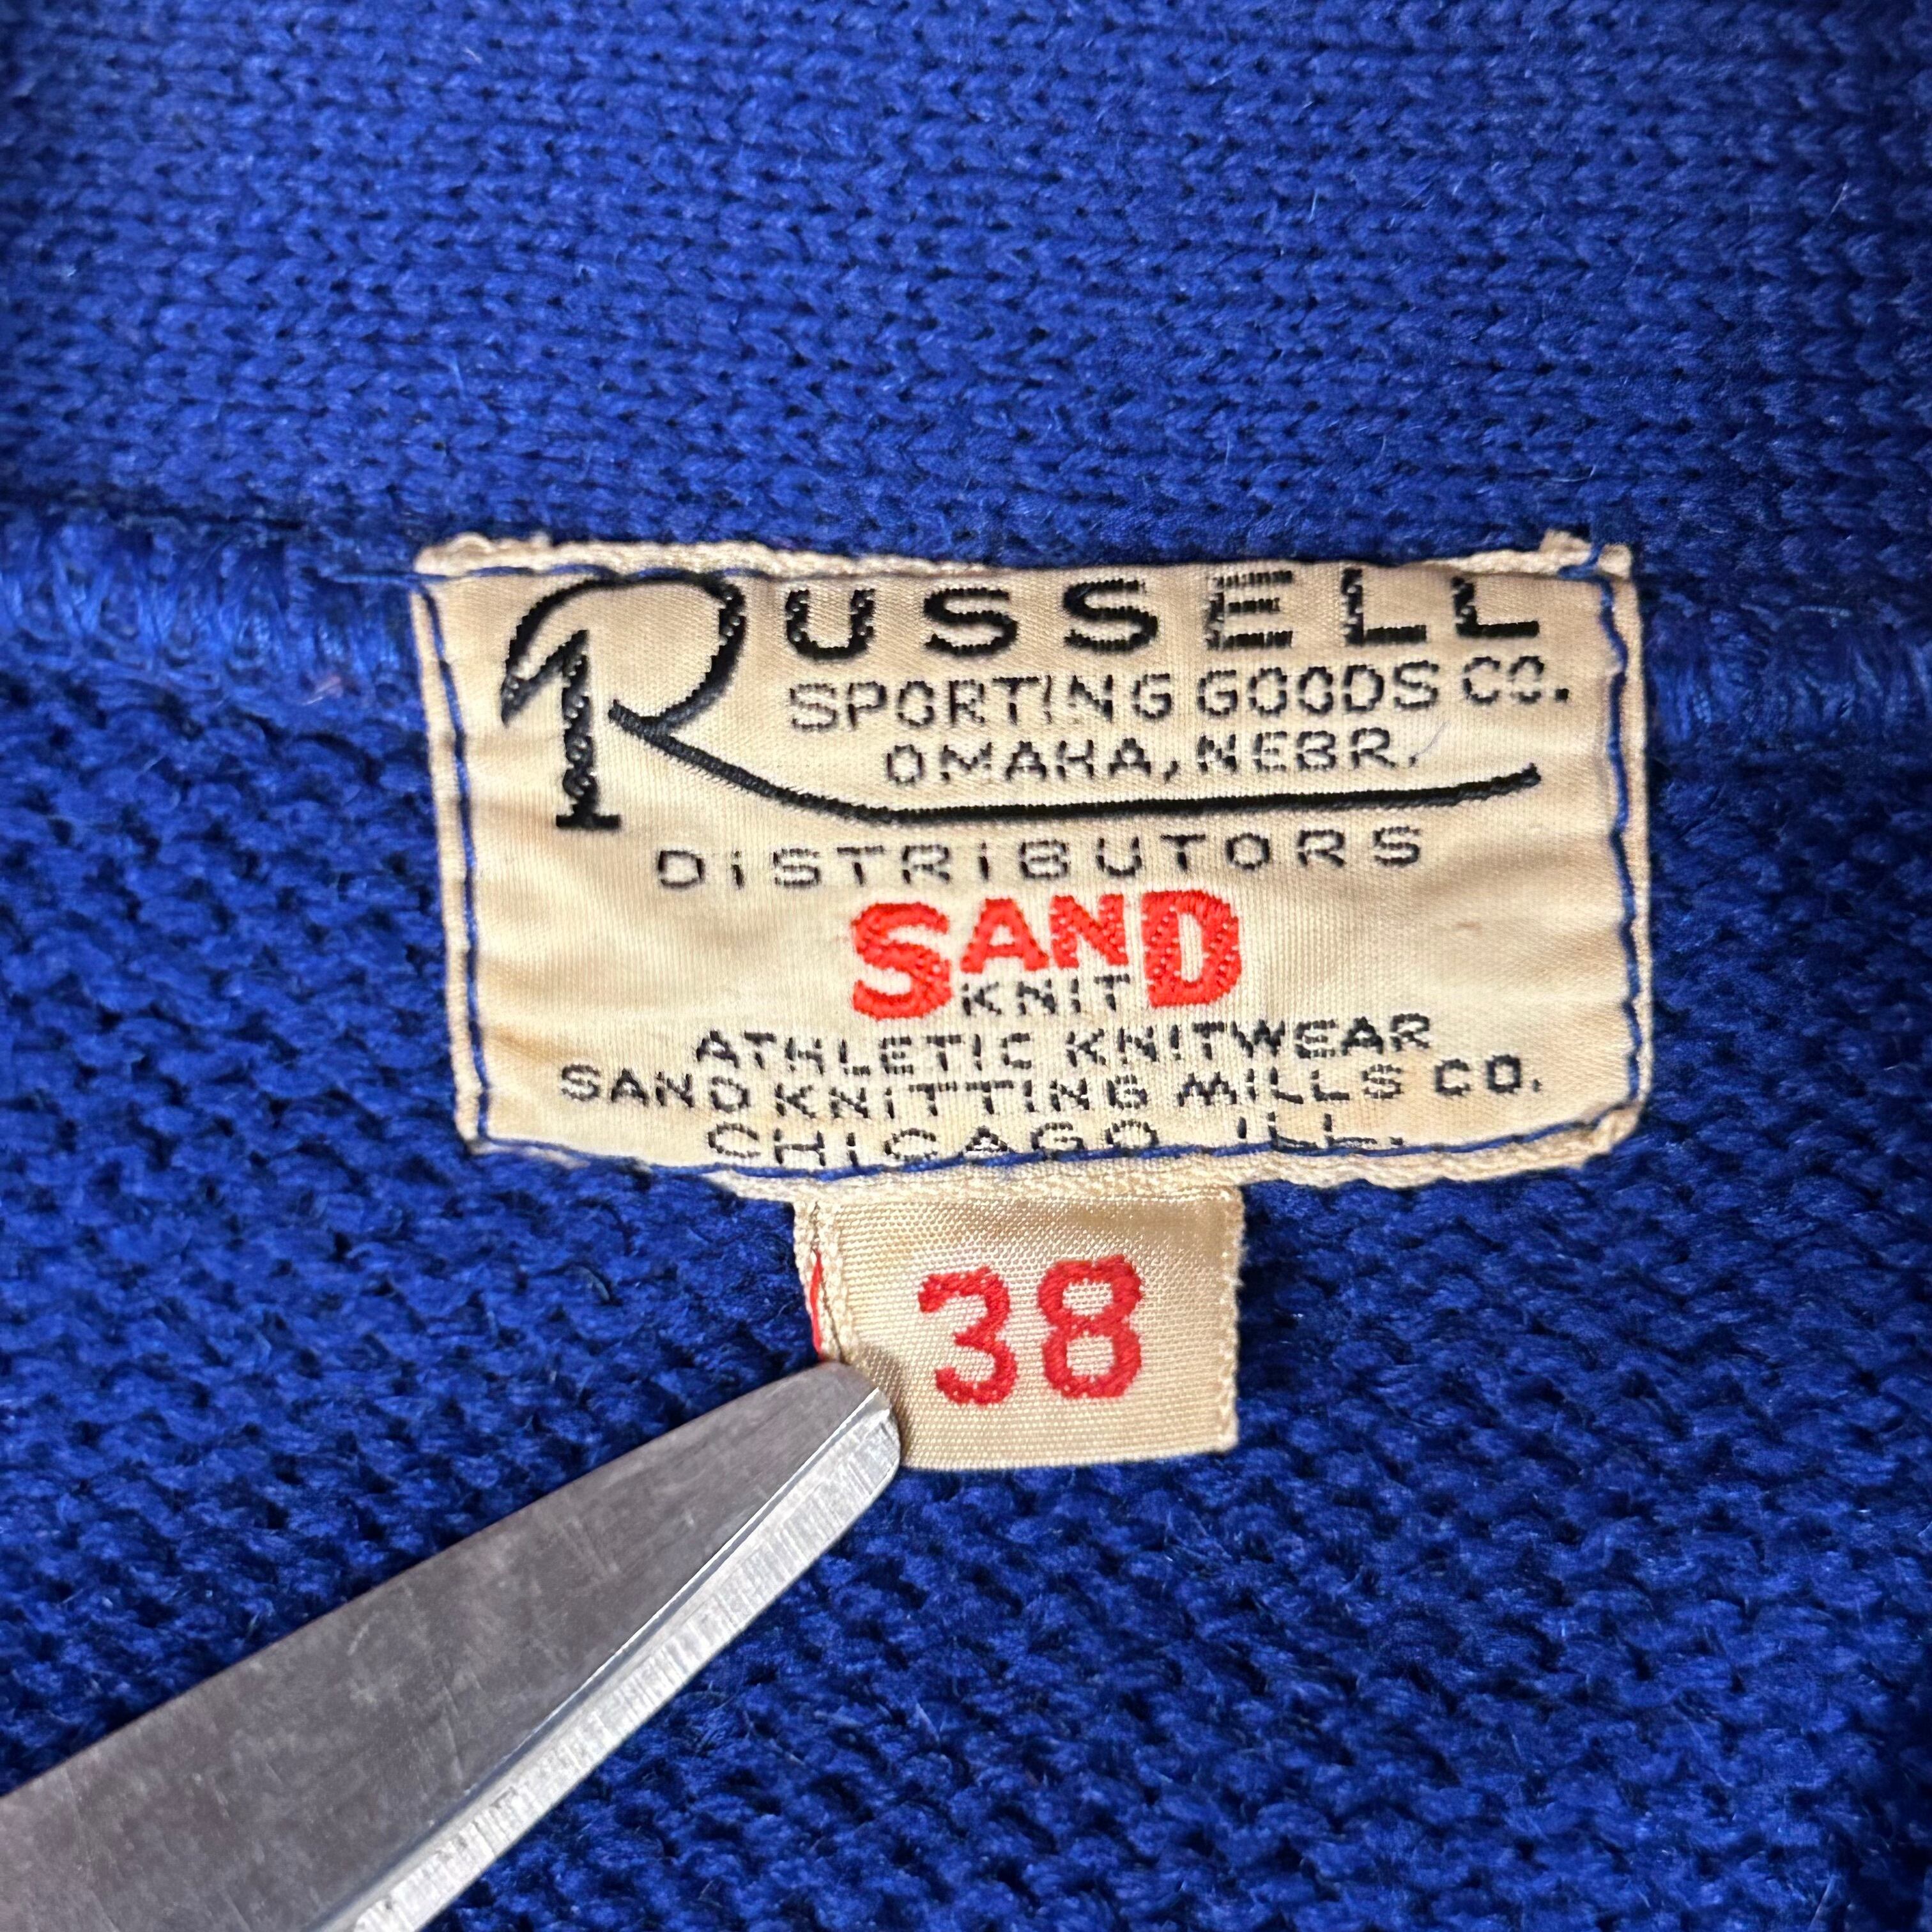 RUSSELL
SPORTING GOODS CO.
OMAHA, NEBR.
DiSTRiBUTORS
SAND
KNIT
ATHLETIC KNITWEAR
SAND KNITTING MILLS CO.
CHICAGO, ILL.
38